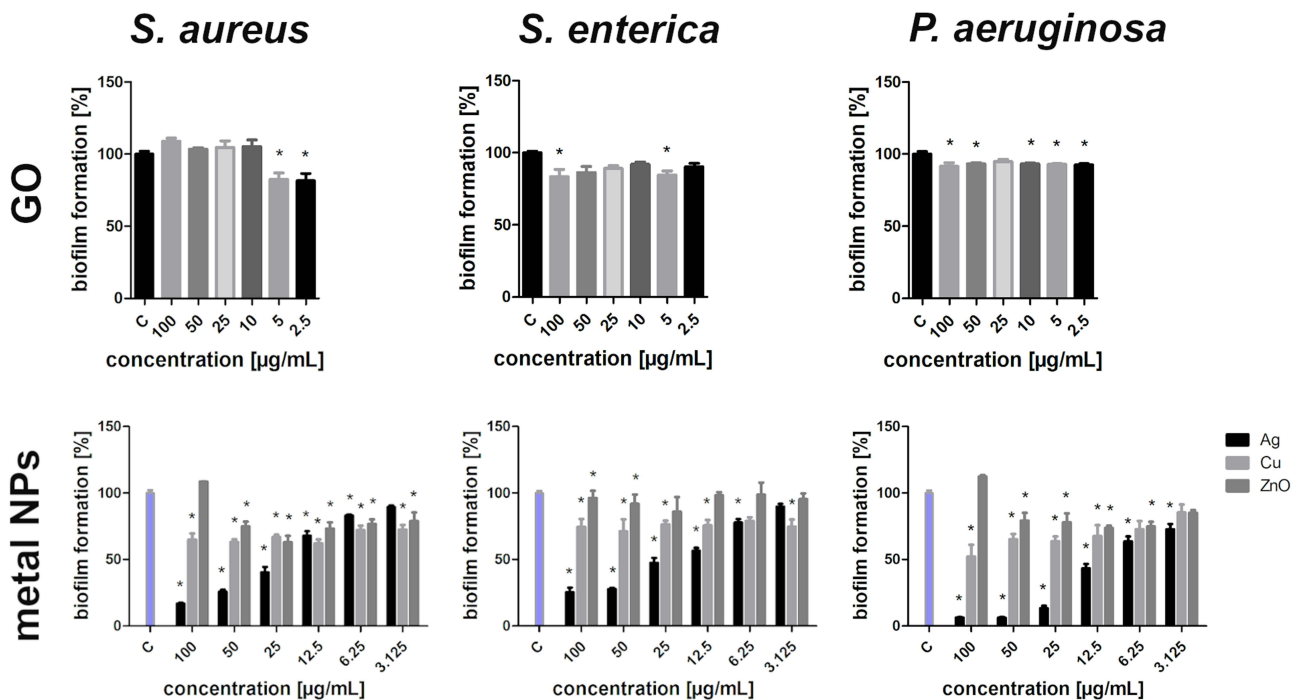 S. aureus
S. enterica
P. aeruginosa
GO
biofilm formation [%]
150
100
50
0
* *
C 100 50 25 10 5 2.5
concentration [µg/mL]
biofilm formation [%]
150
100
50
0
* *
C 100 50 25 10 5 2.5
concentration [µg/mL]
biofilm formation [%]
150
100
50
0
* * * * *
C 100 50 25 10 5 2.5
concentration [µg/mL]
metal NPs
biofilm formation [%]
150
100
50
0
* * * * * * * * * * * * * * *
C 100 50 25 12.5 6.25 3.125
concentration [µg/mL]
biofilm formation [%]
150
100
50
0
* * * * * * * * * * * *
C 100 50 25 12.5 6.25 3.125
concentration [µg/mL]
biofilm formation [%]
150
100
50
0
* * * * * * * * * * * * * *
C 100 50 25 12.5 6.25 3.125
concentration [µg/mL]
Ag
Cu
ZnO